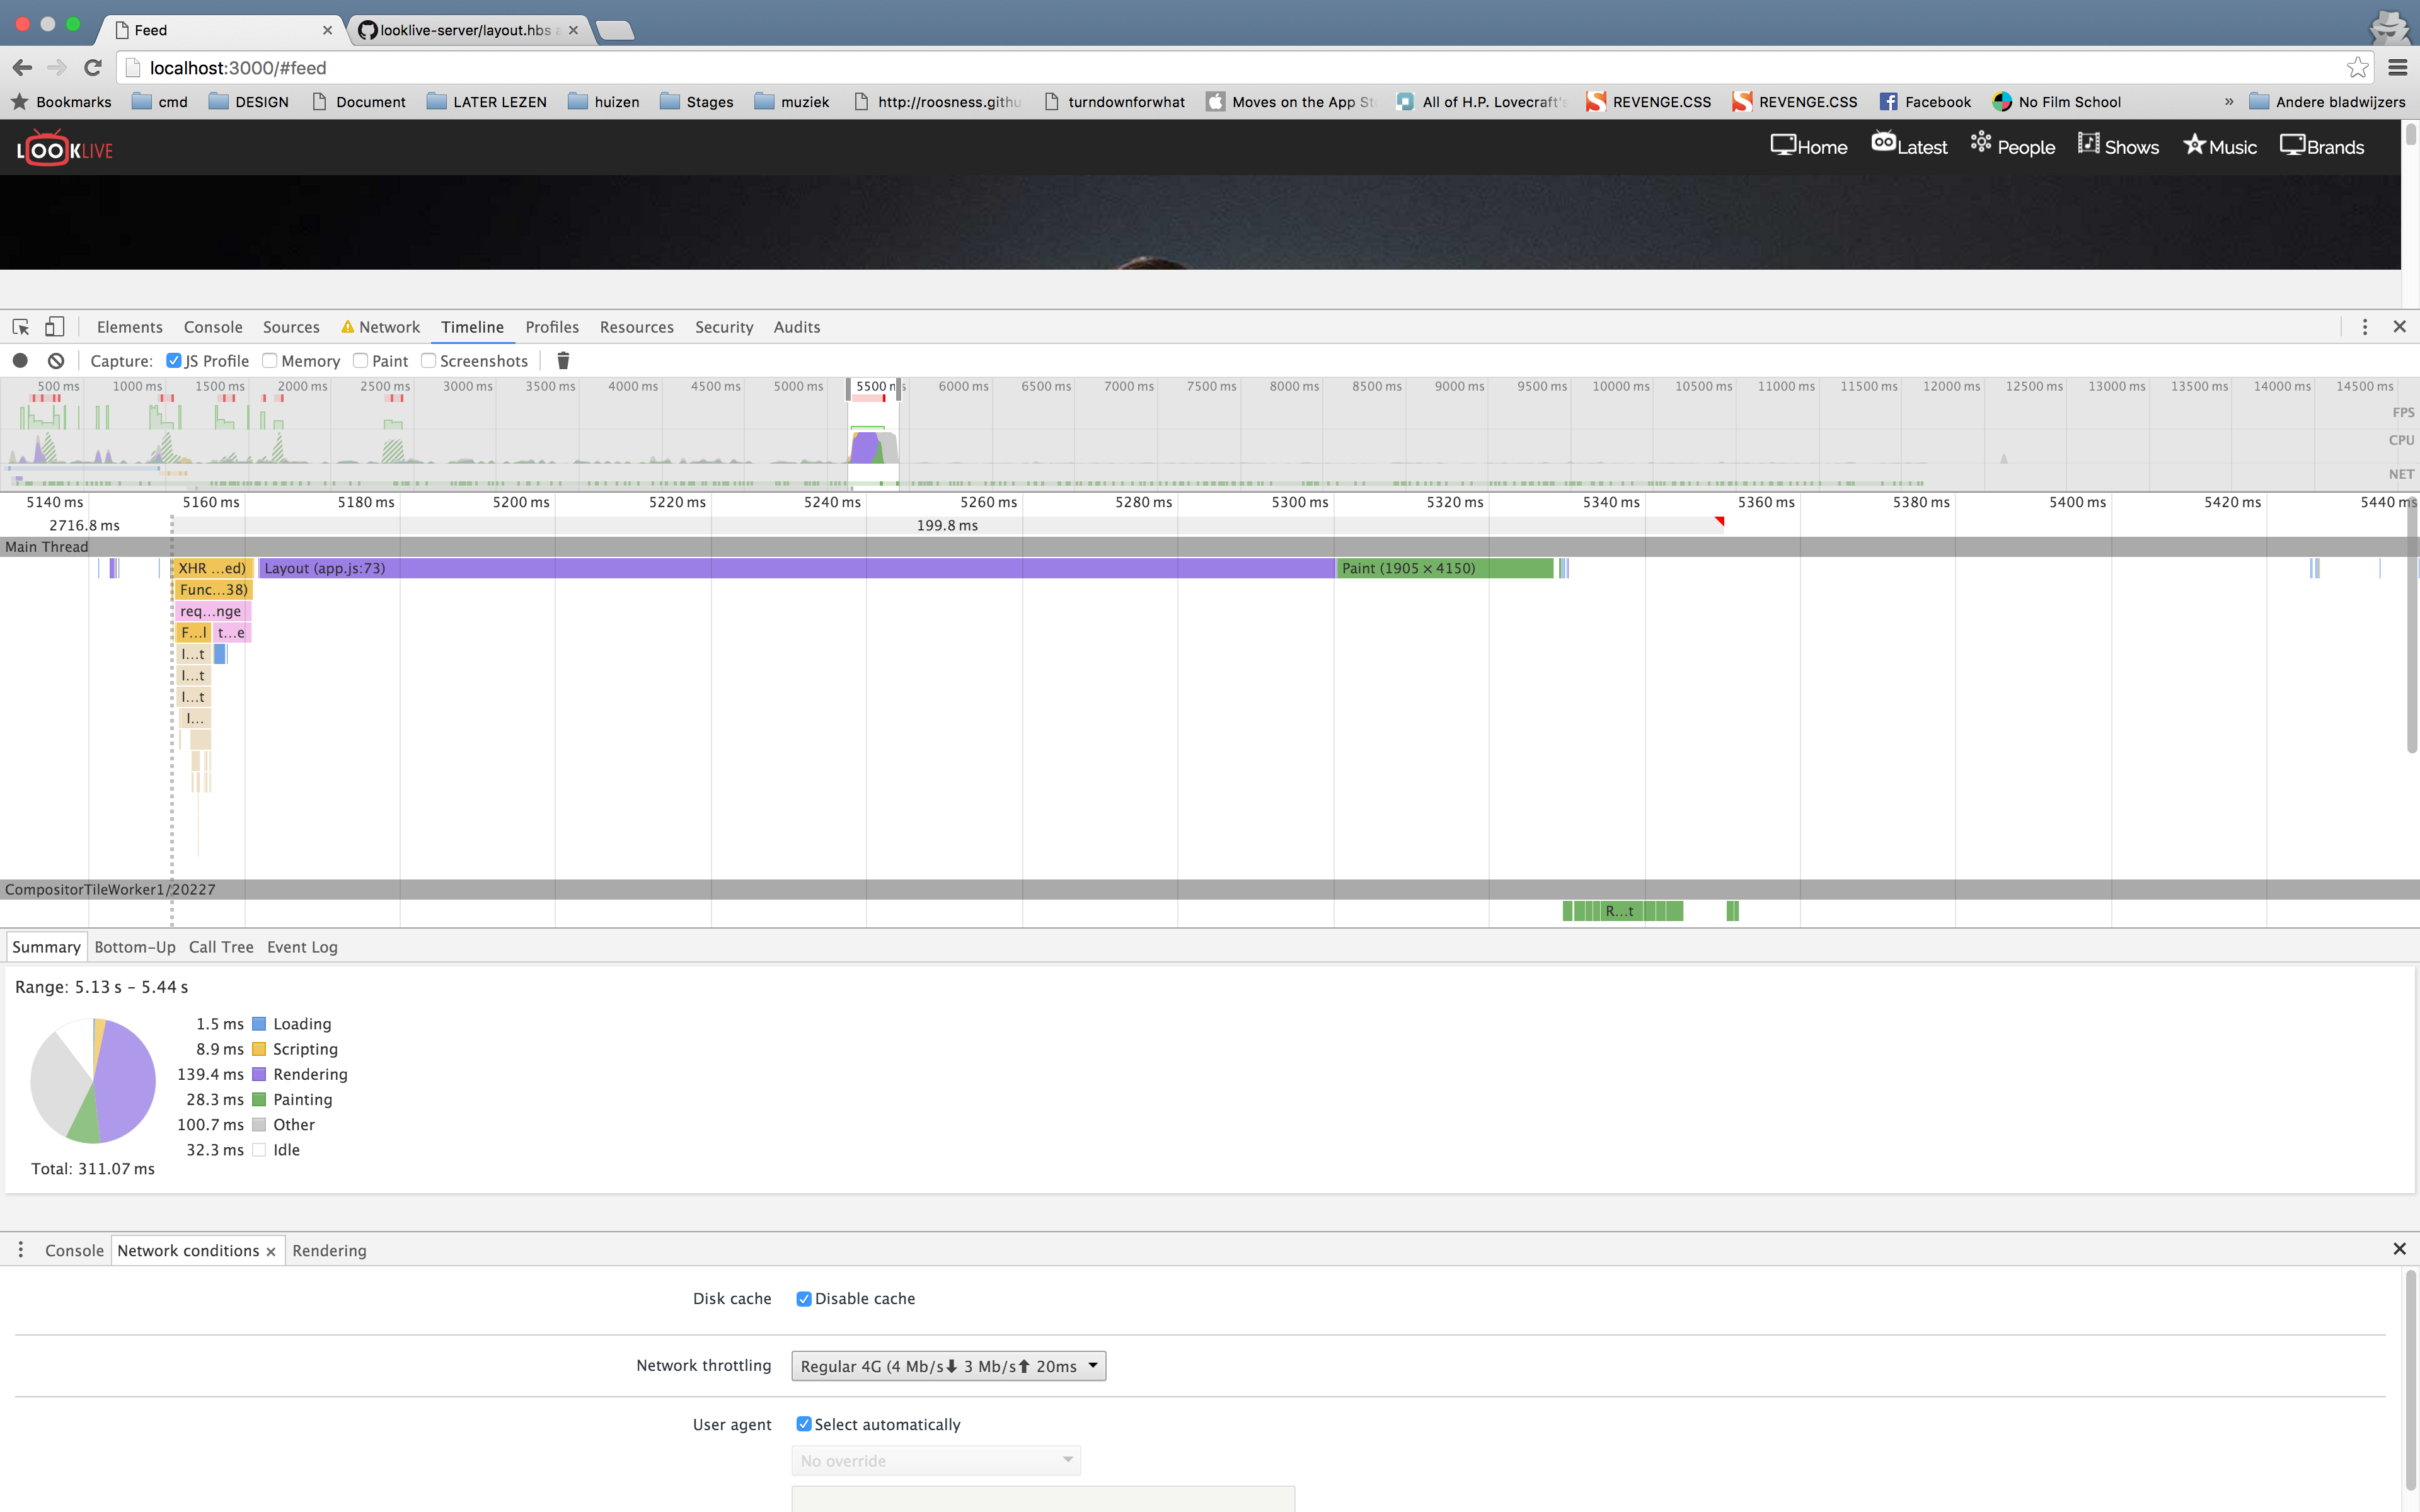 Feed
looklive-server/layout.hbs
localhost:3000/#feed
Bookmarks cmd DESIGN Document LATER LEZEN huizen Stages muziek http://roosness.githu turndownforwhat Moves on the App St All of H.P. Lovecraft's REVENGE.CSS REVENGE.CSS Facebook No Film School » Andere bladwijzers
LOOKLIVE Home Latest People Shows Music Brands
Elements Console Sources Network Timeline Profiles Resources Security Audits
Capture: JS Profile Memory Paint Screenshots
500 ms 1000 ms 1500 ms 2000 ms 2500 ms 3000 ms 3500 ms 4000 ms 4500 ms 5000 ms 5500 ms 6000 ms 6500 ms 7000 ms 7500 ms 8000 ms 8500 ms 9000 ms 9500 ms 10000 ms 10500 ms 11000 ms 11500 ms 12000 ms 12500 ms 13000 ms 13500 ms 14000 ms 14500 ms
FPS
CPU
NET
5140 ms 5160 ms 5180 ms 5200 ms 5220 ms 5240 ms 5260 ms 5280 ms 5300 ms 5320 ms 5340 ms 5360 ms 5380 ms 5400 ms 5420 ms 5440 ms
2716.8 ms 199.8 ms
Main Thread
XHR ...ed) Layout (app.js:73) Paint (1905 × 4150)
Func...38)
req...nge
F...l t...e
l...t
l...t
l...t
l...
CompositorTileWorker1/20227
R...t
Summary Bottom-Up Call Tree Event Log
Range: 5.13 s – 5.44 s
1.5 ms Loading
8.9 ms Scripting
139.4 ms Rendering
28.3 ms Painting
100.7 ms Other
32.3 ms Idle
Total: 311.07 ms
Console Network conditions Rendering
Disk cache Disable cache
Network throttling Regular 4G (4 Mb/s⬇ 3 Mb/s⬆ 20ms
User agent Select automatically
No override